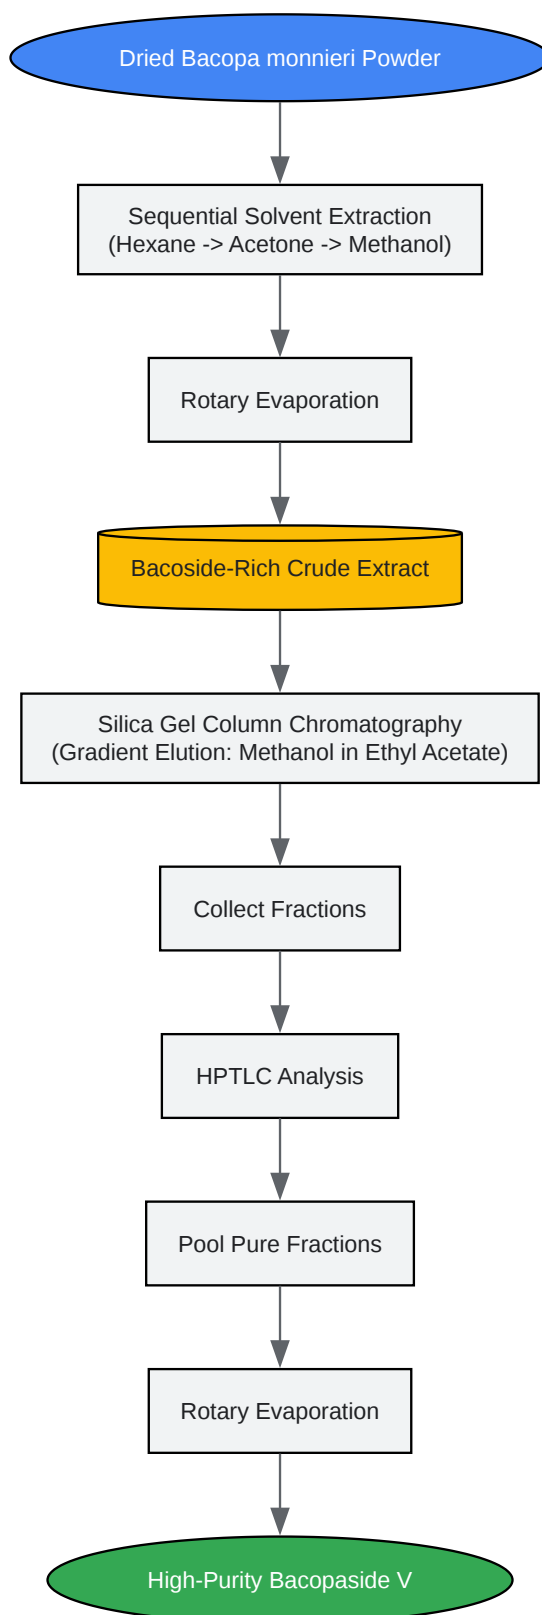 Dried Bacopa monnieri Powder
Sequential Solvent Extraction
(Hexane -> Acetone -> Methanol)
Rotary Evaporation
Bacoside-Rich Crude Extract
Silica Gel Column Chromatography
(Gradient Elution: Methanol in Ethyl Acetate)
Collect Fractions
HPTLC Analysis
Pool Pure Fractions
Rotary Evaporation
High-Purity Bacopaside V